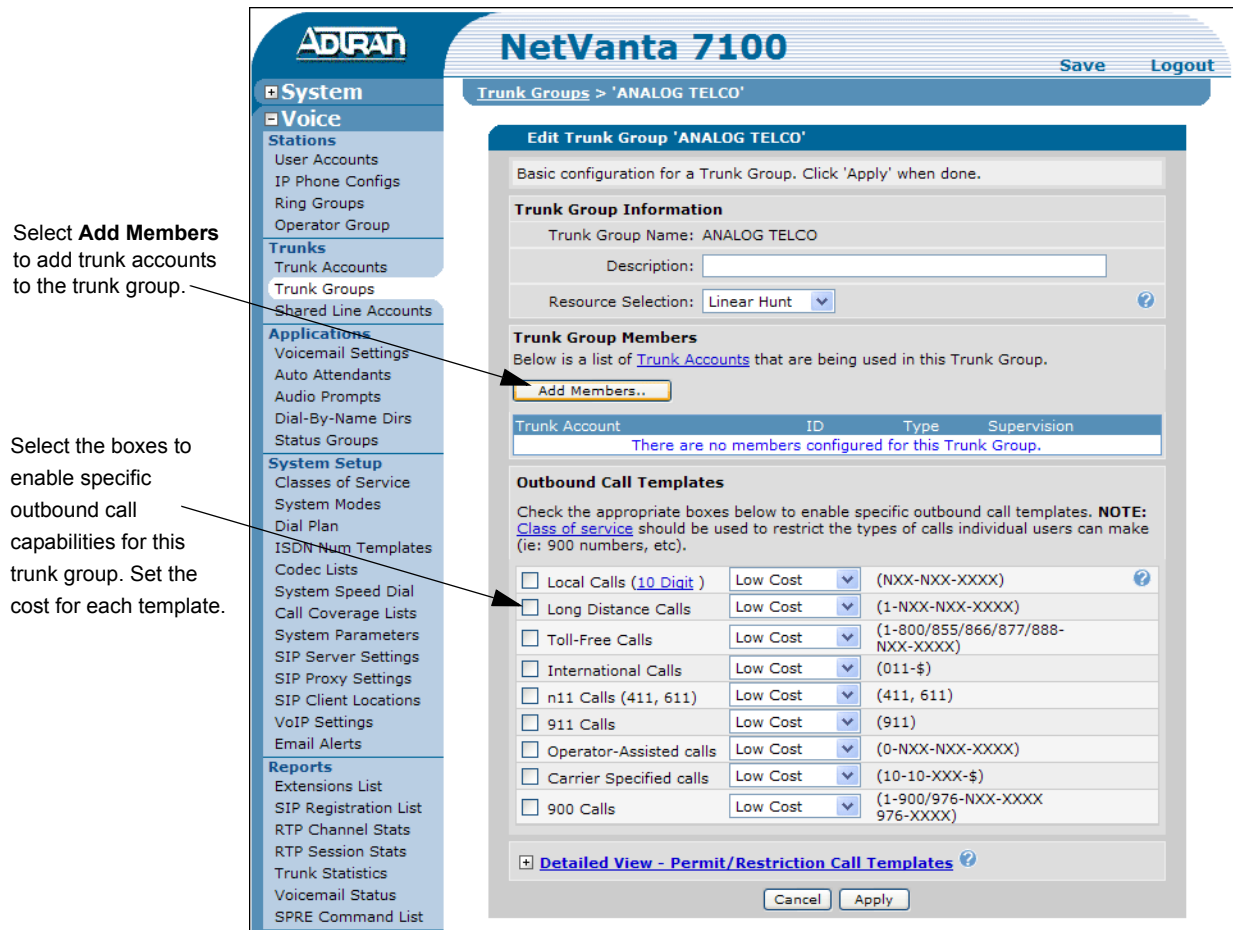 ADTRAN
NetVanta 7100
Save Logout
System
Voice
Stations
User Accounts
IP Phone Configs
Ring Groups
Operator Group
Trunks
Trunk Accounts
Trunk Groups
Shared Line Accounts
Applications
Voicemail Settings
Auto Attendants
Audio Prompts
Dial-By-Name Dirs
Status Groups
System Setup
Classes of Service
System Modes
Dial Plan
ISDN Num Templates
Codec Lists
System Speed Dial
Call Coverage Lists
System Parameters
SIP Server Settings
SIP Proxy Settings
SIP Client Locations
VoIP Settings
Email Alerts
Reports
Extensions List
SIP Registration List
RTP Channel Stats
RTP Session Stats
Trunk Statistics
Voicemail Status
SPRE Command List
Select Add Members
to add trunk accounts
to the trunk group.
Select the boxes to
enable specific
outbound call
capabilities for this
trunk group. Set the
cost for each template.
Trunk Groups > 'ANALOG TELCO'
Edit Trunk Group 'ANALOG TELCO'
Basic configuration for a Trunk Group. Click 'Apply' when done.
Trunk Group Information
Trunk Group Name: ANALOG TELCO
Description:
Resource Selection: Linear Hunt ?
Trunk Group Members
Below is a list of Trunk Accounts that are being used in this Trunk Group.
Add Members..
Trunk Account ID Type Supervision
There are no members configured for this Trunk Group.
Outbound Call Templates
Check the appropriate boxes below to enable specific outbound call templates. NOTE:
Class of service should be used to restrict the types of calls individual users can make
(ie: 900 numbers, etc).
Local Calls (10 Digit ) Low Cost (NXX-NXX-XXXX) ?
Long Distance Calls Low Cost (1-NXX-NXX-XXXX)
Toll-Free Calls Low Cost (1-800/855/866/877/888-
NXX-XXXX)
International Calls Low Cost (011-$)
n11 Calls (411, 611) Low Cost (411, 611)
911 Calls Low Cost (911)
Operator-Assisted calls Low Cost (0-NXX-NXX-XXXX)
Carrier Specified calls Low Cost (10-10-XXX-$)
900 Calls Low Cost (1-900/976-NXX-XXXX
976-XXXX)
Detailed View - Permit/Restriction Call Templates ?
Cancel Apply